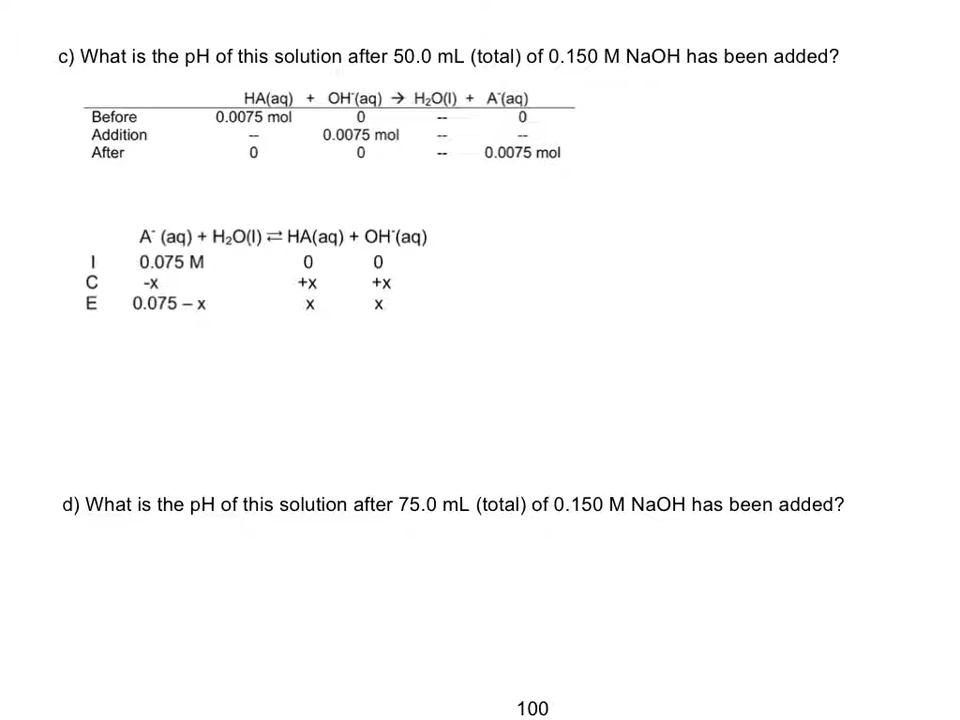 c) What is the pH of this solution after 50.0 mL (total) of 0.150 M NaOH has been added?
HA(aq) + OH⁻(aq) → H₂O(l) + A⁻(aq)
Before 0.0075 mol 0 -- 0
Addition -- 0.0075 mol -- --
After 0 0 -- 0.0075 mol
A⁻ (aq) + H₂O(l) ⇌ HA(aq) + OH⁻(aq)
I 0.075 M 0 0
C -x +x +x
E 0.075 – x x x
d) What is the pH of this solution after 75.0 mL (total) of 0.150 M NaOH has been added?
100